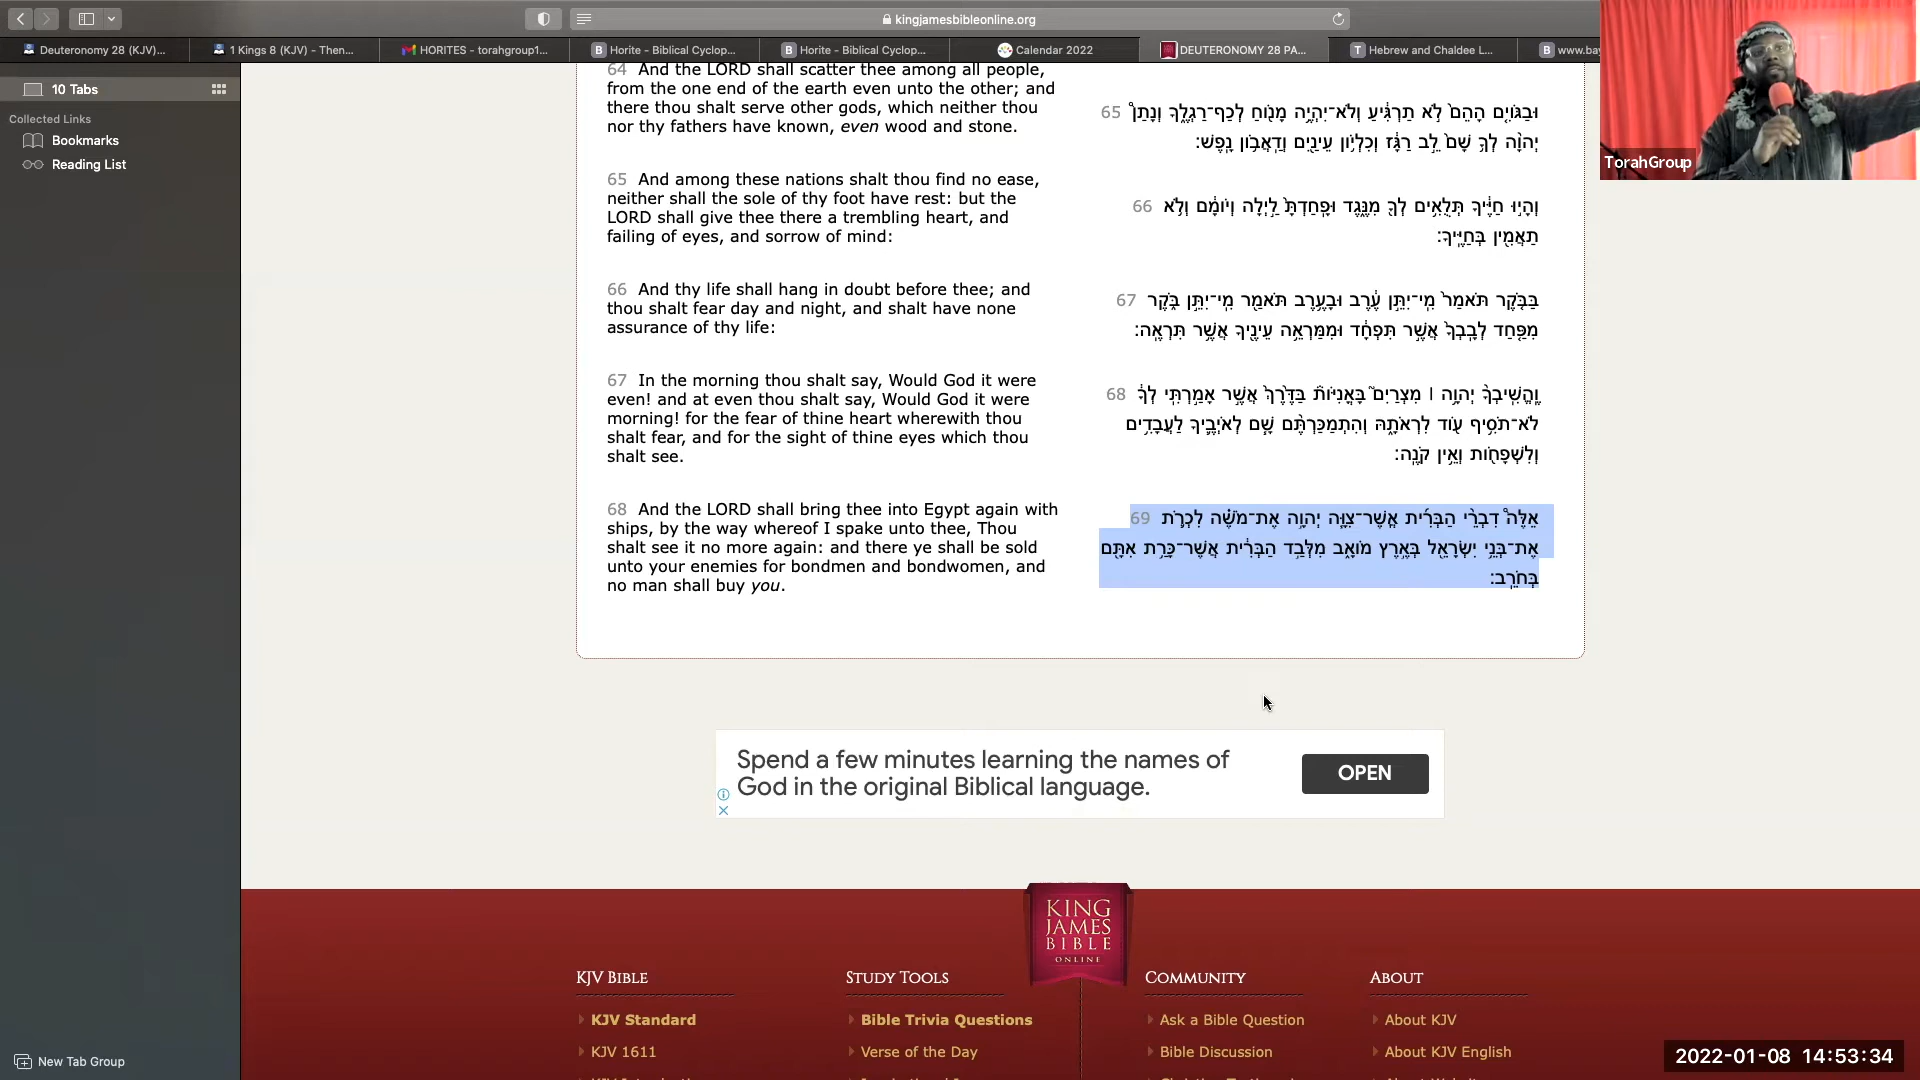 kingjamesbibleonline.org
Deuteronomy 28 (KJV)...
1 Kings 8 (KJV) - Then...
HORITES - torahgroup1...
Horite - Biblical Cyclop...
Horite - Biblical Cyclop...
Calendar 2022
DEUTERONOMY 28 PA...
Hebrew and Chaldee L...
www.bay
10 Tabs
Collected Links
Bookmarks
Reading List
New Tab Group
64 And the LORD shall scatter thee among all people,
from the one end of the earth even unto the other; and
there thou shalt serve other gods, which neither thou
nor thy fathers have known, even wood and stone.
65 And among these nations shalt thou find no ease,
neither shall the sole of thy foot have rest: but the
LORD shall give thee there a trembling heart, and
failing of eyes, and sorrow of mind:
66 And thy life shall hang in doubt before thee; and
thou shalt fear day and night, and shalt have none
assurance of thy life:
67 In the morning thou shalt say, Would God it were
even! and at even thou shalt say, Would God it were
morning! for the fear of thine heart wherewith thou
shalt fear, and for the sight of thine eyes which thou
shalt see.
68 And the LORD shall bring thee into Egypt again with
ships, by the way whereof I spake unto thee, Thou
shalt see it no more again: and there ye shall be sold
unto your enemies for bondmen and bondwomen, and
no man shall buy you.
65 וּבַגּוֹיִ֤ם הָהֵם֙ לֹ֣א תַרְגִּ֔יעַ וְלֹא־יִהְיֶ֥ה מָנ֖וֹחַ לְכַף־רַגְלֶ֑ךָ וְנָתַן֩
יְהוָ֨ה לְךָ֥ שָׁם֙ לֵ֣ב רַגָּ֔ז וְכִלְי֥וֹן עֵינַ֖יִם וְדַֽאֲב֥וֹן נָֽפֶשׁ׃
66 וְהָי֣וּ חַיֶּ֔יךָ תְּלֻאִ֥ים לְךָ֖ מִנֶּ֑גֶד וּפָֽחַדְתָּ֙ לַ֣יְלָה וְיוֹמָ֔ם וְלֹ֥א
תַאֲמִ֖ין בְּחַיֶּֽיךָ׃
67 בַּבֹּ֤קֶר תֹּאמַר֙ מִֽי־יִתֵּ֣ן עֶ֔רֶב וּבָעֶ֥רֶב תֹּאמַ֖ר מִֽי־יִתֵּ֣ן בֹּ֑קֶר
מִפַּ֤חַד לְבָֽבְךָ֙ אֲשֶׁ֣ר תִּפְחָ֔ד וּמִמַּרְאֵ֥ה עֵינֶ֖יךָ אֲשֶׁ֥ר תִּרְאֶֽה׃
68 וֶֽהֱשִֽׁיבְךָ֨ יְהוָ֥ה ׀ מִצְרַיִם֮ בָּאֳנִיּוֹת֒ בַּדֶּ֙רֶךְ֙ אֲשֶׁ֣ר אָמַ֣רְתִּֽי לְךָ֔
לֹא־תֹסִ֥יף ע֖וֹד לִרְאֹתָ֑הּ וְהִתְמַכַּרְתֶּ֨ם שָׁ֧ם לְאֹיְבֶ֛יךָ לַעֲבָדִ֥ים
וְלִשְׁפָח֖וֹת וְאֵ֥ין קֹנֶֽה׃
69 אֵלֶּה֩ דִבְרֵ֨י הַבְּרִ֜ית אֲ‍ֽשֶׁר־צִוָּ֧ה יְהוָ֣ה אֶת־מֹשֶׁ֗ה לִכְרֹ֛ת
אֶת־בְּנֵ֥י יִשְׂרָאֵ֖ל בְּאֶ֣רֶץ מוֹאָ֑ב מִלְּבַ֣ד הַבְּרִ֔ית אֲשֶׁר־כָּרַ֥ת אִתָּ֖ם
בְּחֹרֵֽב׃
TorahGroup
Spend a few minutes learning the names of
God in the original Biblical language.
OPEN
KING
JAMES
BIBLE
ONLINE
KJV BIBLE
KJV Standard
KJV 1611
STUDY TOOLS
Bible Trivia Questions
Verse of the Day
COMMUNITY
Ask a Bible Question
Bible Discussion
ABOUT
About KJV
About KJV English
2022-01-08 14:53:34